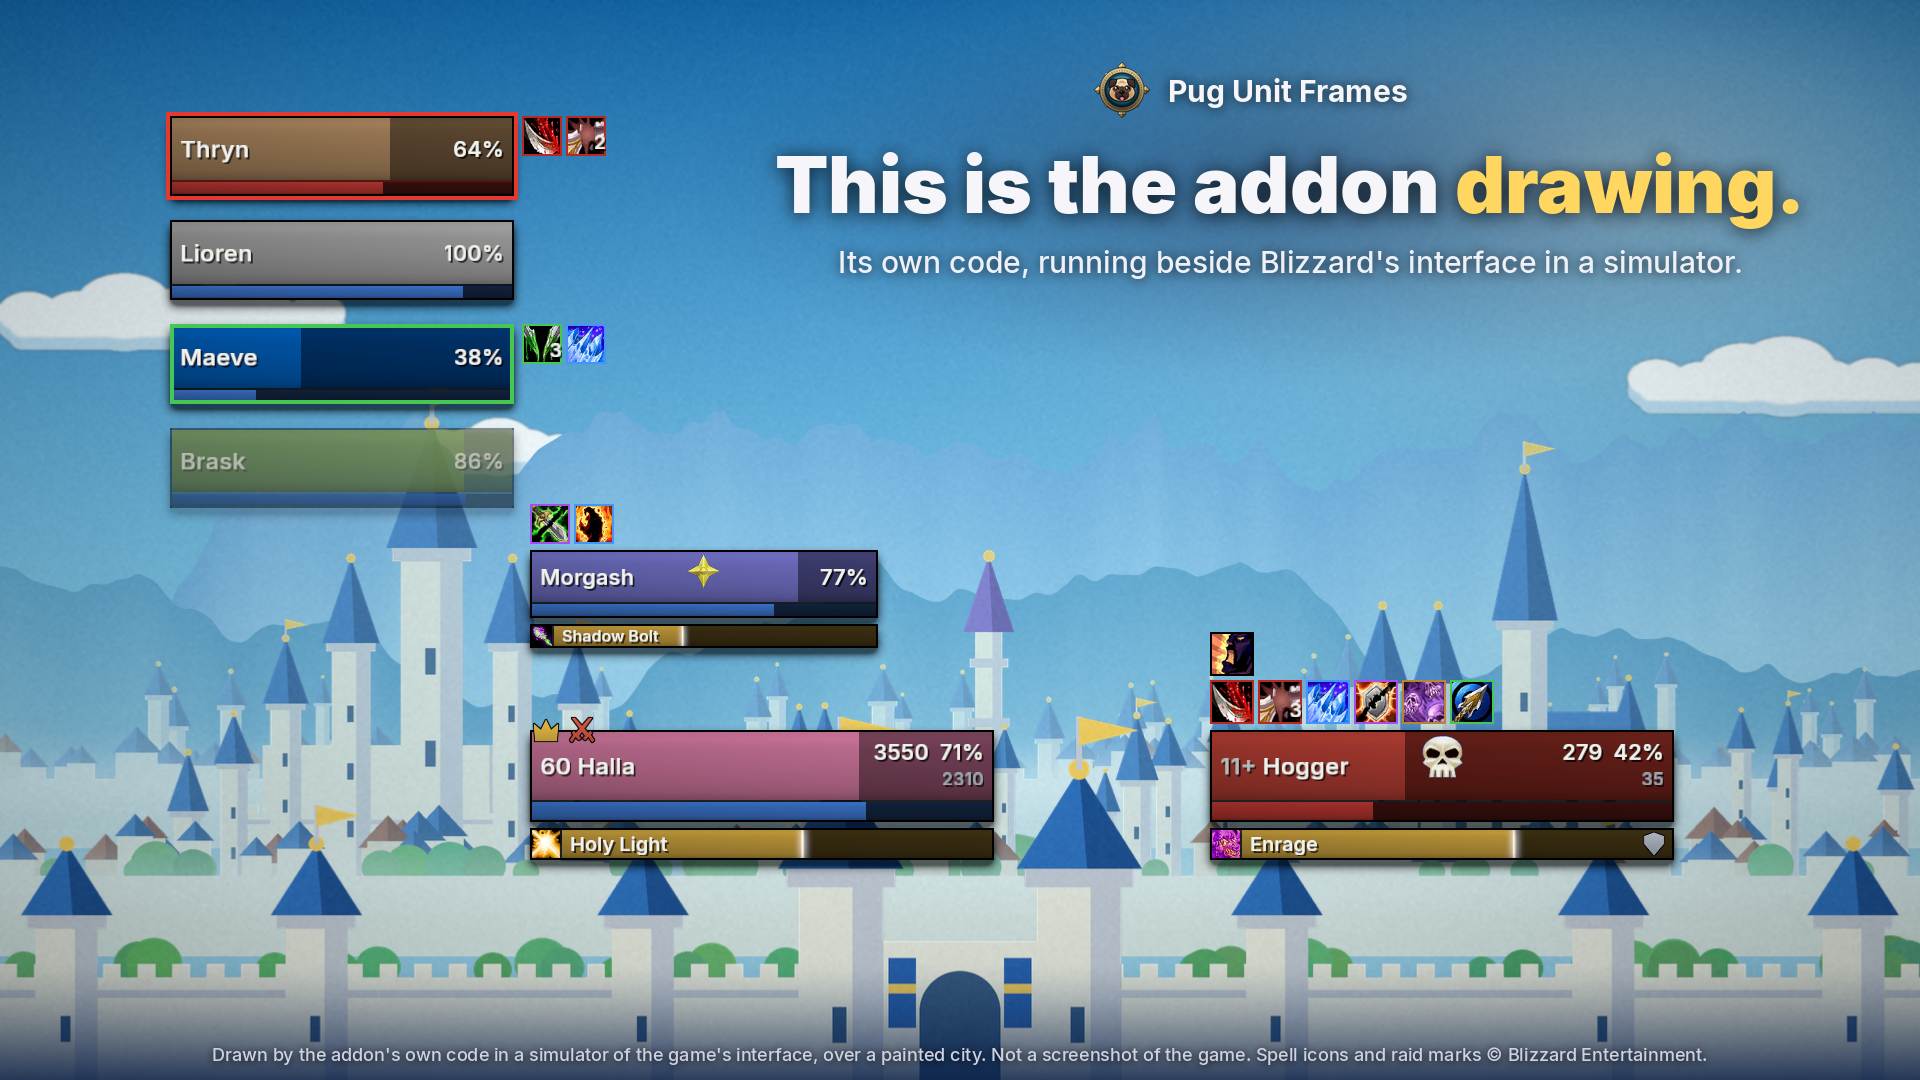 Pug Unit Frames
This is the addon drawing.
Its own code, running beside Blizzard's interface in a simulator.
Thryn 64%
2
Lioren 100%
Maeve 38%
3
Brask 86%
Morgash 77%
Shadow Bolt
60 Halla 3550 71%
2310
Holy Light
3
11+ Hogger 279 42%
35
Enrage
Drawn by the addon's own code in a simulator of the game's interface, over a painted city. Not a screenshot of the game. Spell icons and raid marks © Blizzard Entertainment.